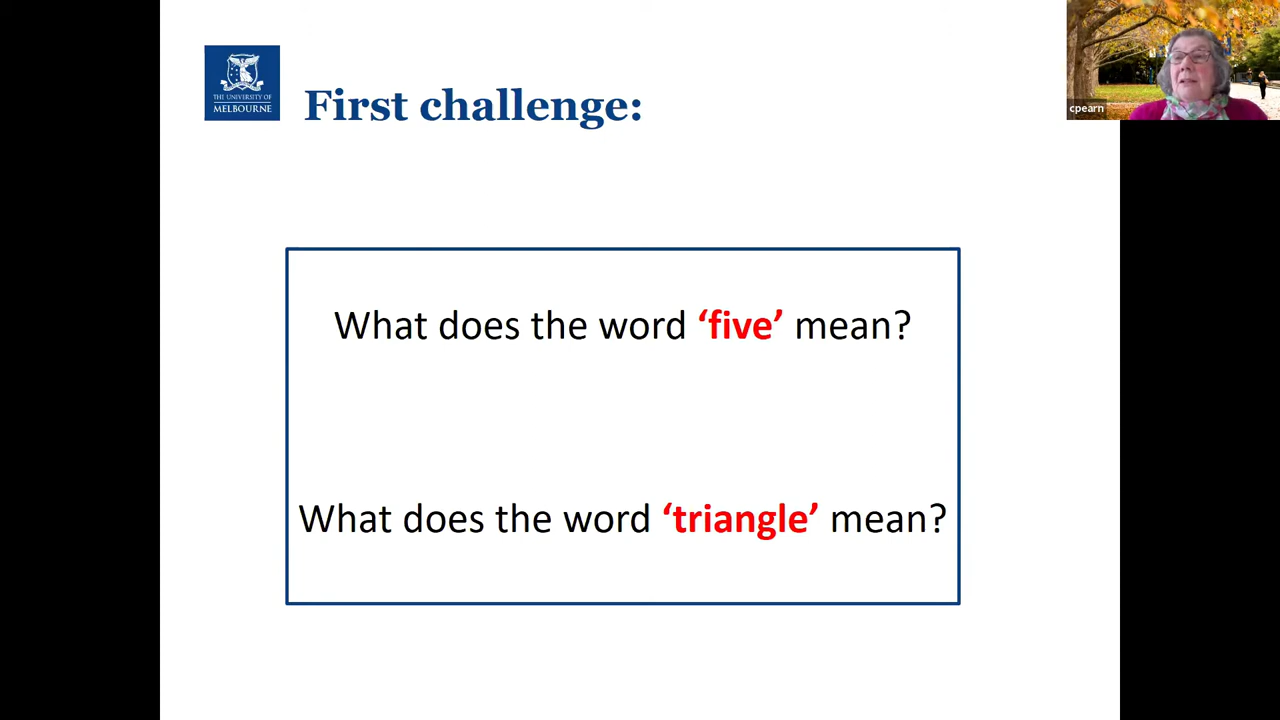 THE UNIVERSITY OF
MELBOURNE
First challenge:
cpearn
What does the word ‘five’ mean?
What does the word ‘triangle’ mean?